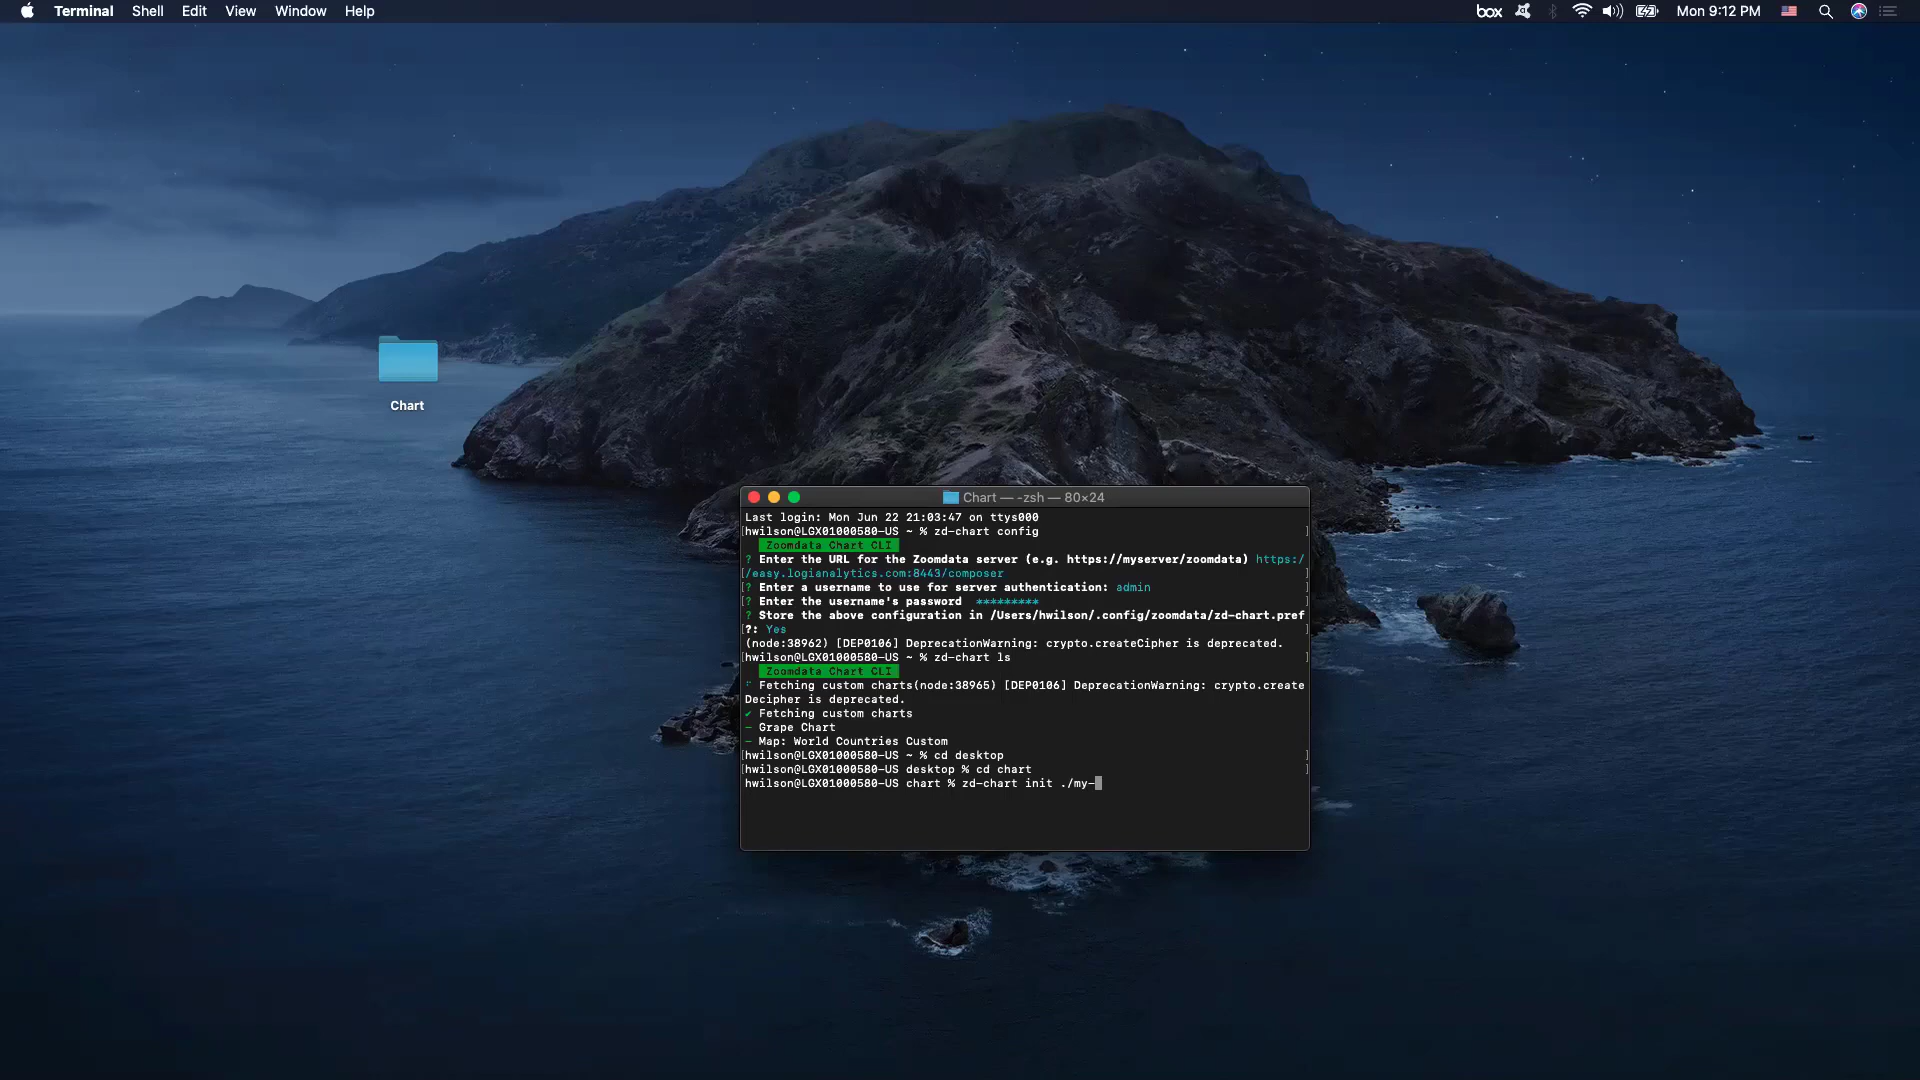 Terminal Shell Edit View Window Help box Mon 9:12 PM
Chart
Chart — -zsh — 80×24
Last login: Mon Jun 22 21:03:47 on ttys000
[hwilson@LGX01000580-US ~ % zd-chart config ]
Zoomdata Chart CLI
? Enter the URL for the Zoomdata server (e.g. https://myserver/zoomdata) https:/
[/easy.logianalytics.com:8443/composer ]
[? Enter a username to use for server authentication: admin ]
[? Enter the username's password ********* ]
? Store the above configuration in /Users/hwilson/.config/zoomdata/zd-chart.pref
[?: Yes ]
(node:38962) [DEP0106] DeprecationWarning: crypto.createCipher is deprecated.
[hwilson@LGX01000580-US ~ % zd-chart ls ]
Zoomdata Chart CLI
Fetching custom charts(node:38965) [DEP0106] DeprecationWarning: crypto.create
Decipher is deprecated.
✔ Fetching custom charts
– Grape Chart
– Map: World Countries Custom
[hwilson@LGX01000580-US ~ % cd desktop ]
[hwilson@LGX01000580-US desktop % cd chart ]
hwilson@LGX01000580-US chart % zd-chart init ./my-